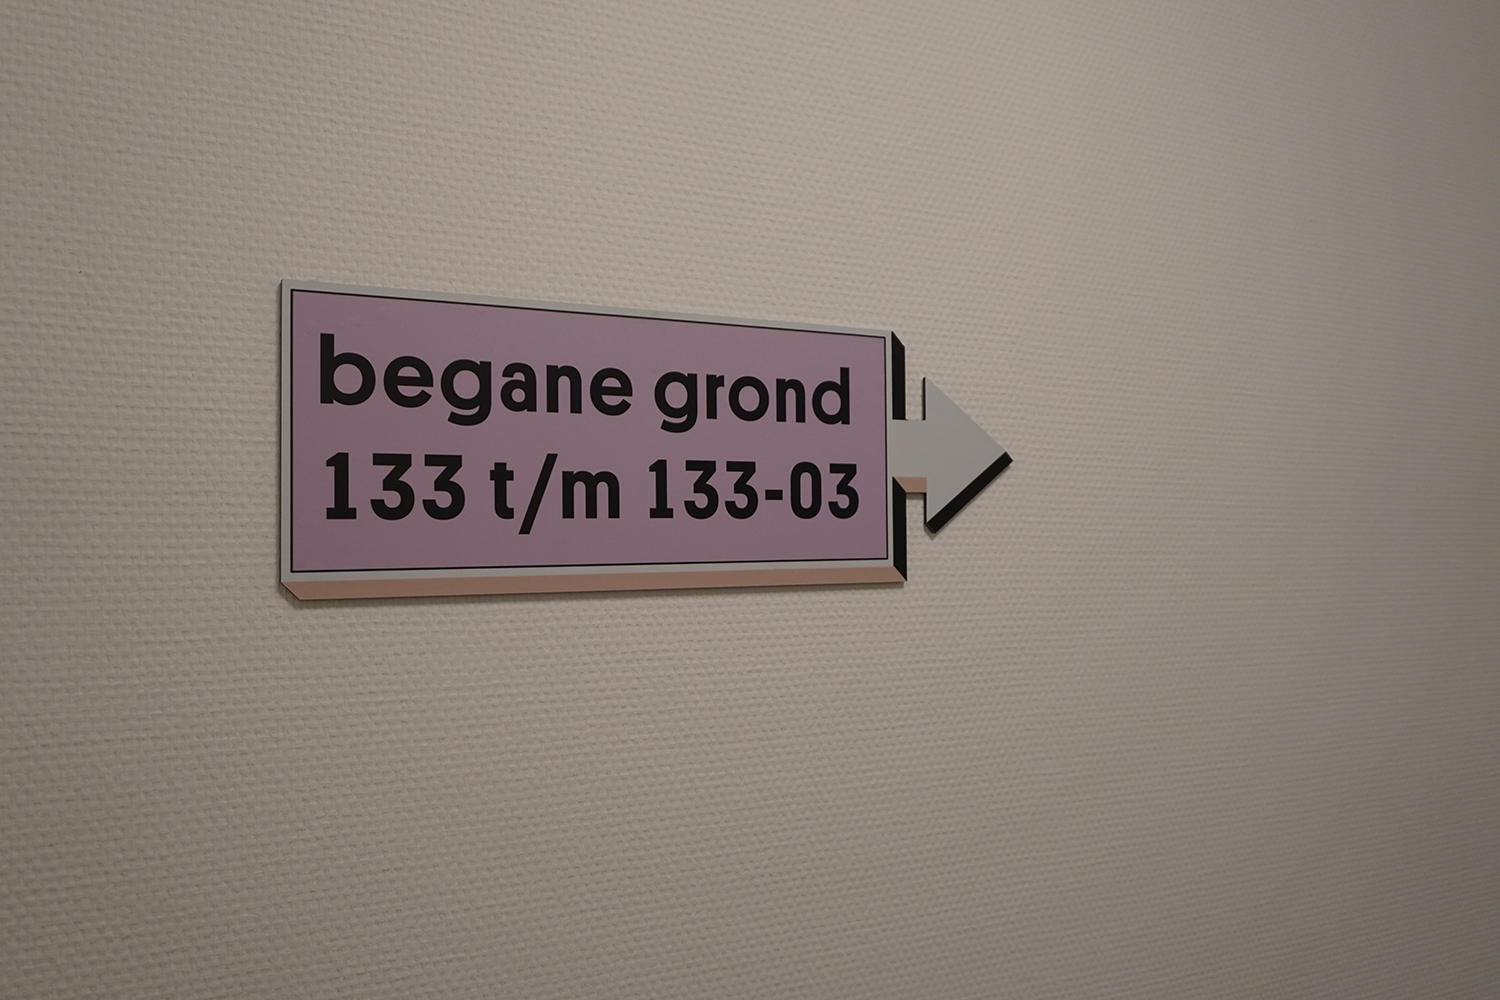 begane grond
133 t/m 133-03